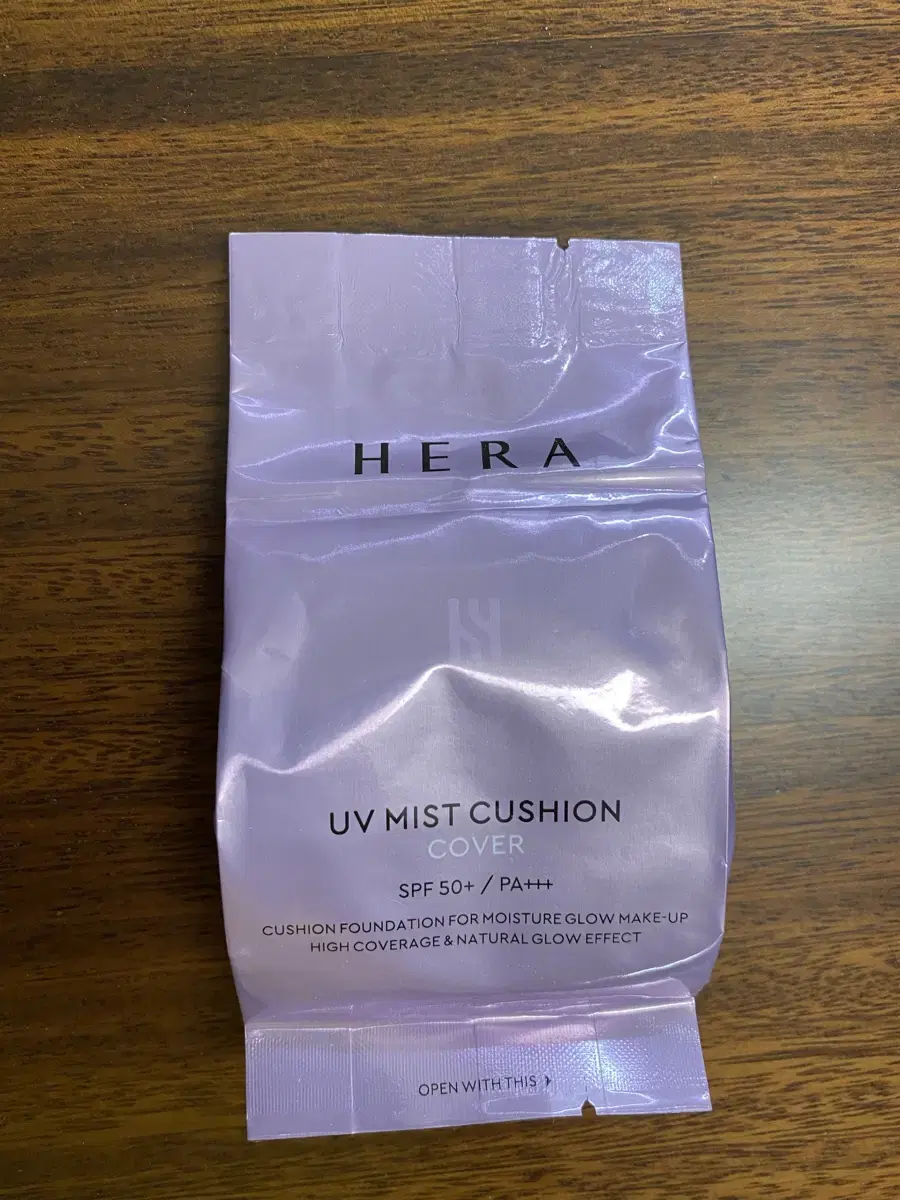 HERA
UV MIST CUSHION
COVER
SPF 50+ / PA+++
CUSHION FOUNDATION FOR MOISTURE GLOW MAKE-UP
HIGH COVERAGE & NATURAL GLOW EFFECT
OPEN WITH THIS